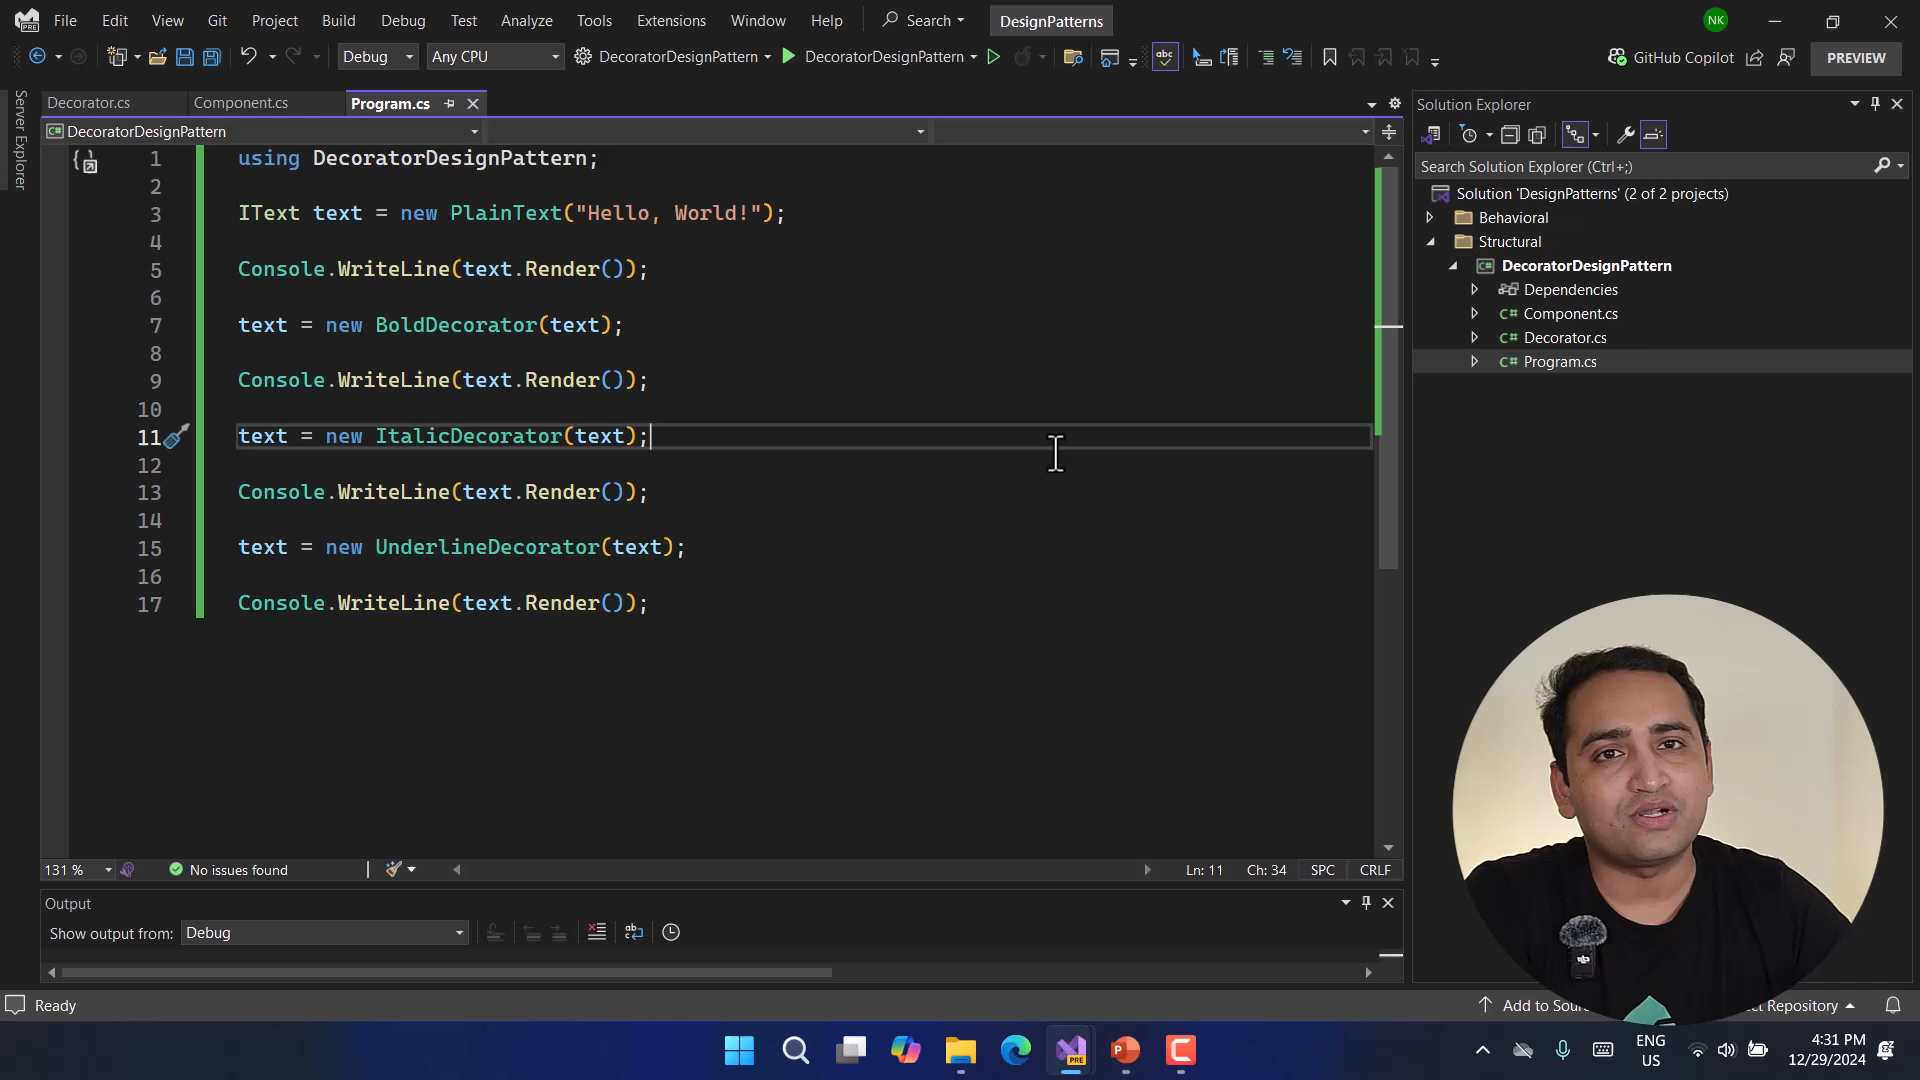 File Edit View Git Project Build Debug Test Analyze Tools Extensions Window Help Search DesignPatterns NK
Debug Any CPU DecoratorDesignPattern DecoratorDesignPattern GitHub Copilot PREVIEW
Server Explorer
Decorator.cs Component.cs Program.cs
DecoratorDesignPattern
1 using DecoratorDesignPattern;
2
3 IText text = new PlainText("Hello, World!");
4
5 Console.WriteLine(text.Render());
6
7 text = new BoldDecorator(text);
8
9 Console.WriteLine(text.Render());
10
11 text = new ItalicDecorator(text);
12
13 Console.WriteLine(text.Render());
14
15 text = new UnderlineDecorator(text);
16
17 Console.WriteLine(text.Render());
131 % No issues found Ln: 11 Ch: 34 SPC CRLF
Output
Show output from: Debug
Solution Explorer
Search Solution Explorer (Ctrl+;)
Solution 'DesignPatterns' (2 of 2 projects)
Behavioral
Structural
C# DecoratorDesignPattern
Dependencies
C# Component.cs
C# Decorator.cs
C# Program.cs
Ready Add to Repository
ENG
US
4:31 PM
12/29/2024